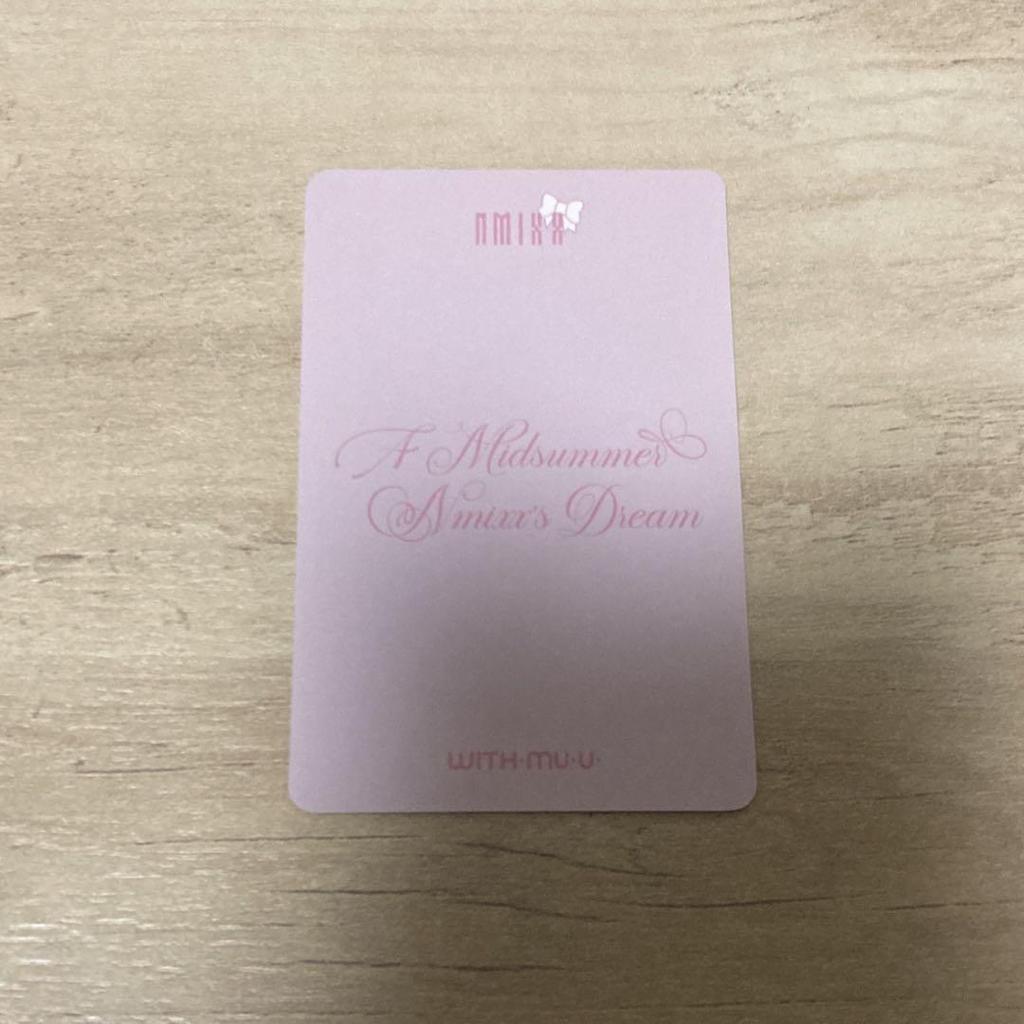 NMIXX
A Midsummer
Nmixx's Dream
WITH·MU·U·